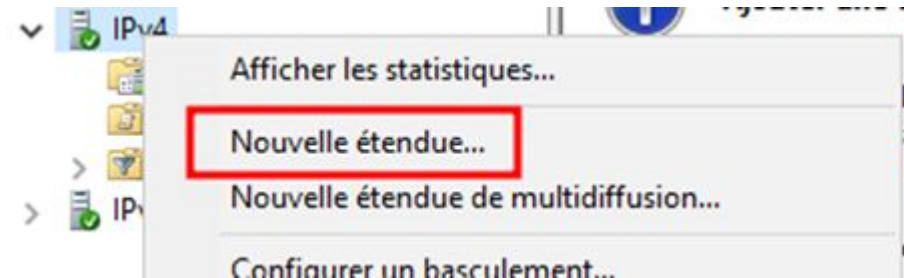 IPv4
Afficher les statistiques...
Nouvelle étendue...
Nouvelle étendue de multidiffusion...
Configurer un basculement...